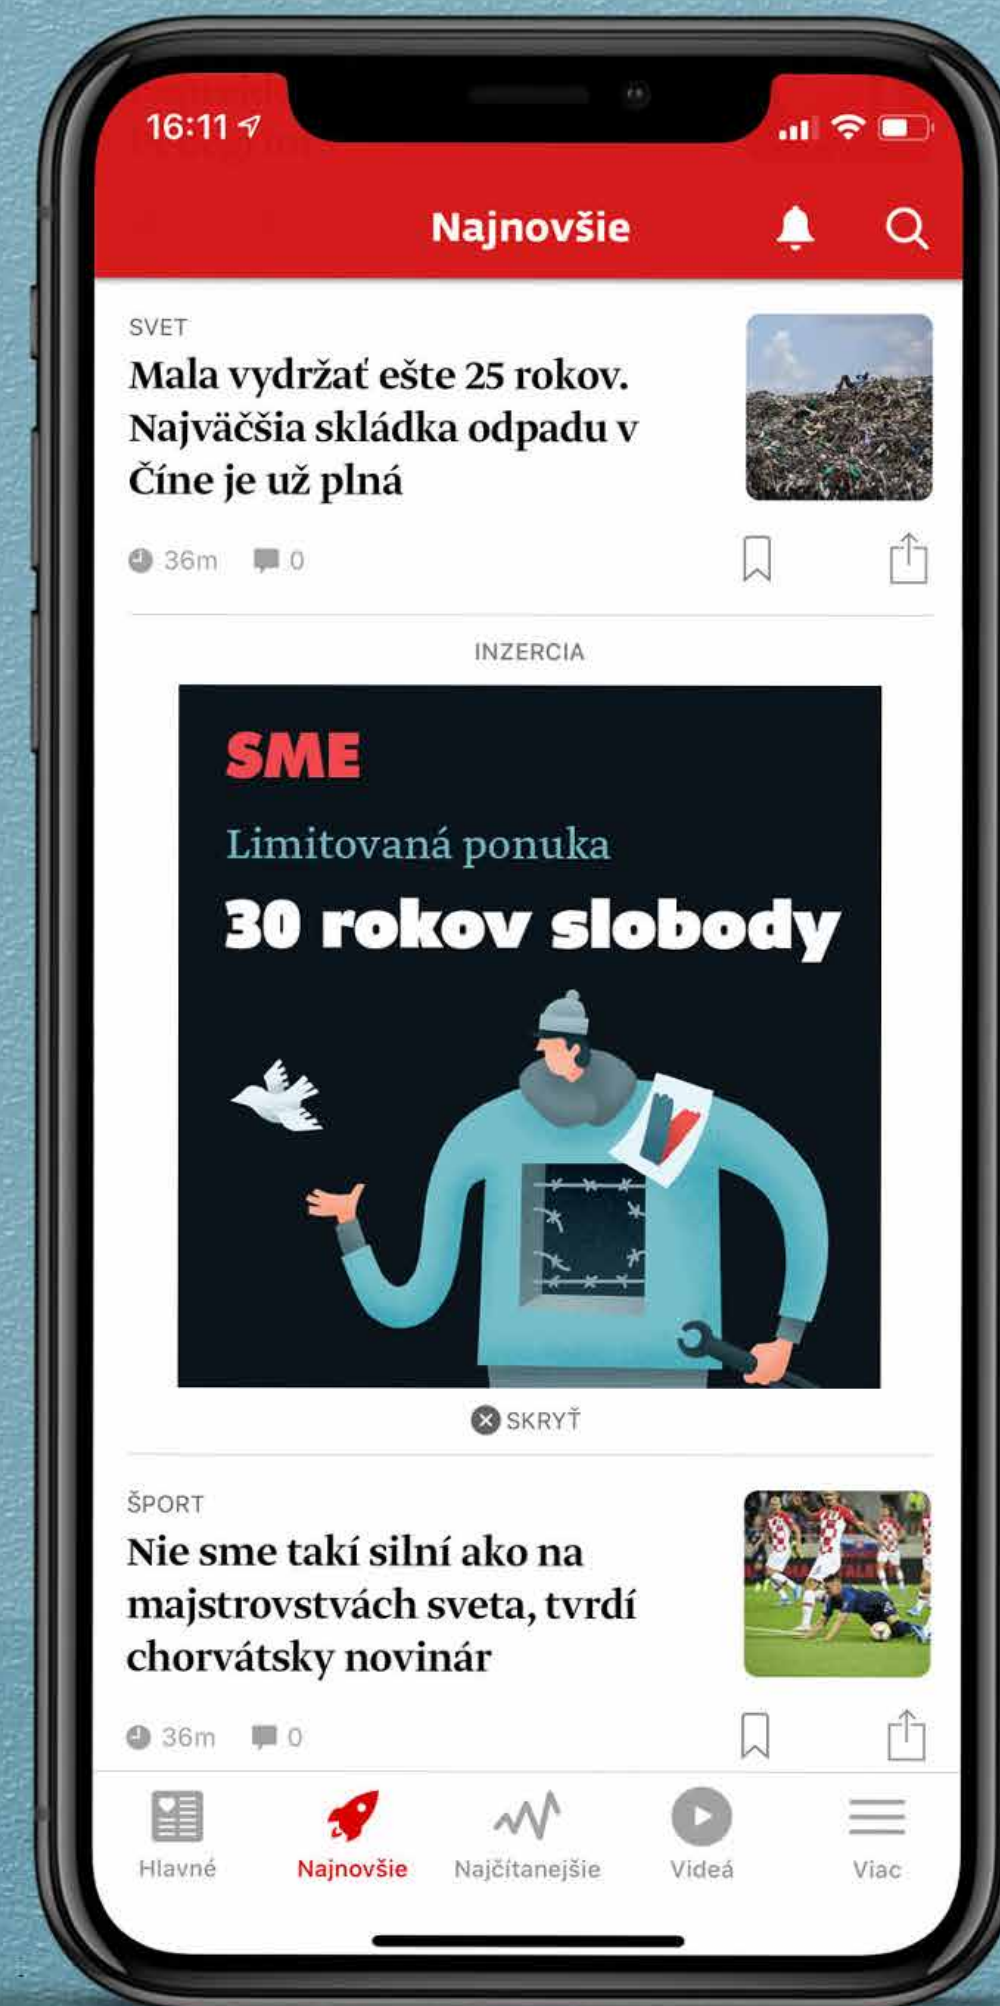 16:11
Najnovšie
SVET
Mala vydržať ešte 25 rokov.
Najväčšia skládka odpadu v
Číne je už plná
36m 0
INZERCIA
SME
Limitovaná ponuka
30 rokov slobody
SKRYŤ
ŠPORT
Nie sme takí silní ako na
majstrovstvách sveta, tvrdí
chorvátsky novinár
36m 0
Hlavné Najnovšie Najčítanejšie Videá Viac